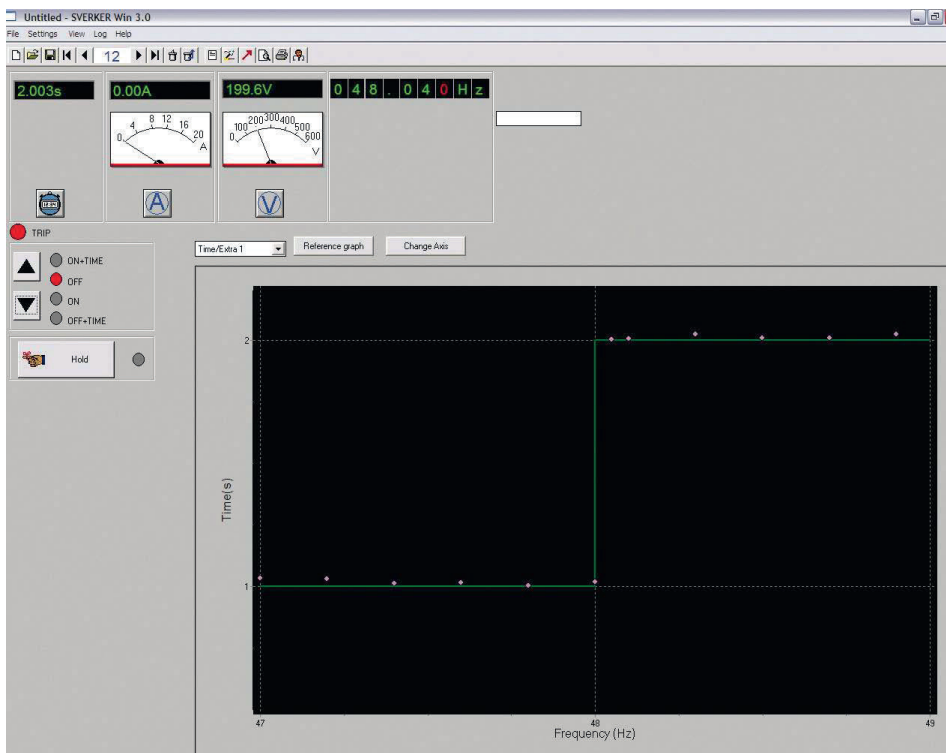 Untitled - SVERKER Win 3.0
File Settings View Log Help
12
2.003s
0.00A
199.6V
048.040Hz
0 4 8 12 16 20
A
0 100 200 300 400 500 600
V
A
V
TRIP
ON+TIME
OFF
ON
OFF+TIME
Hold
Time/Extra 1
Reference graph
Change Axis
2
1
Time(s)
47
48
49
Frequency (Hz)